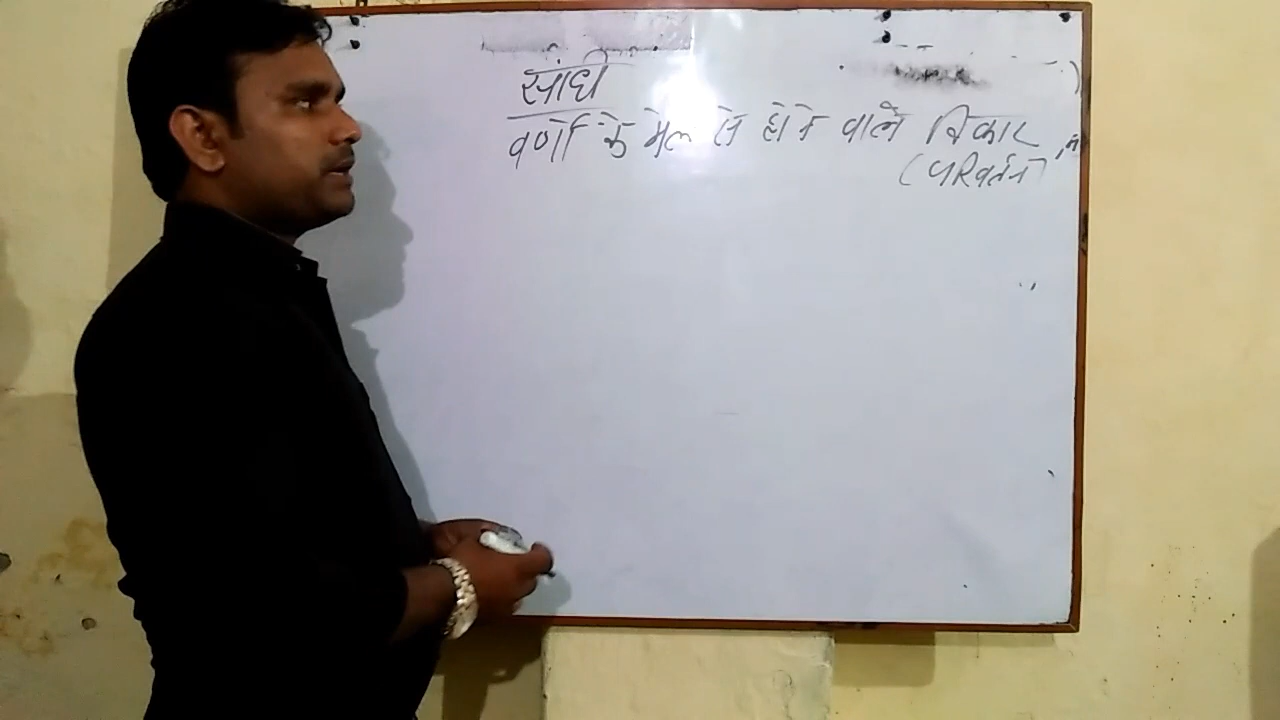 सांधी
वर्णो के मेल से होने वाले विकार
(परिवर्तन)